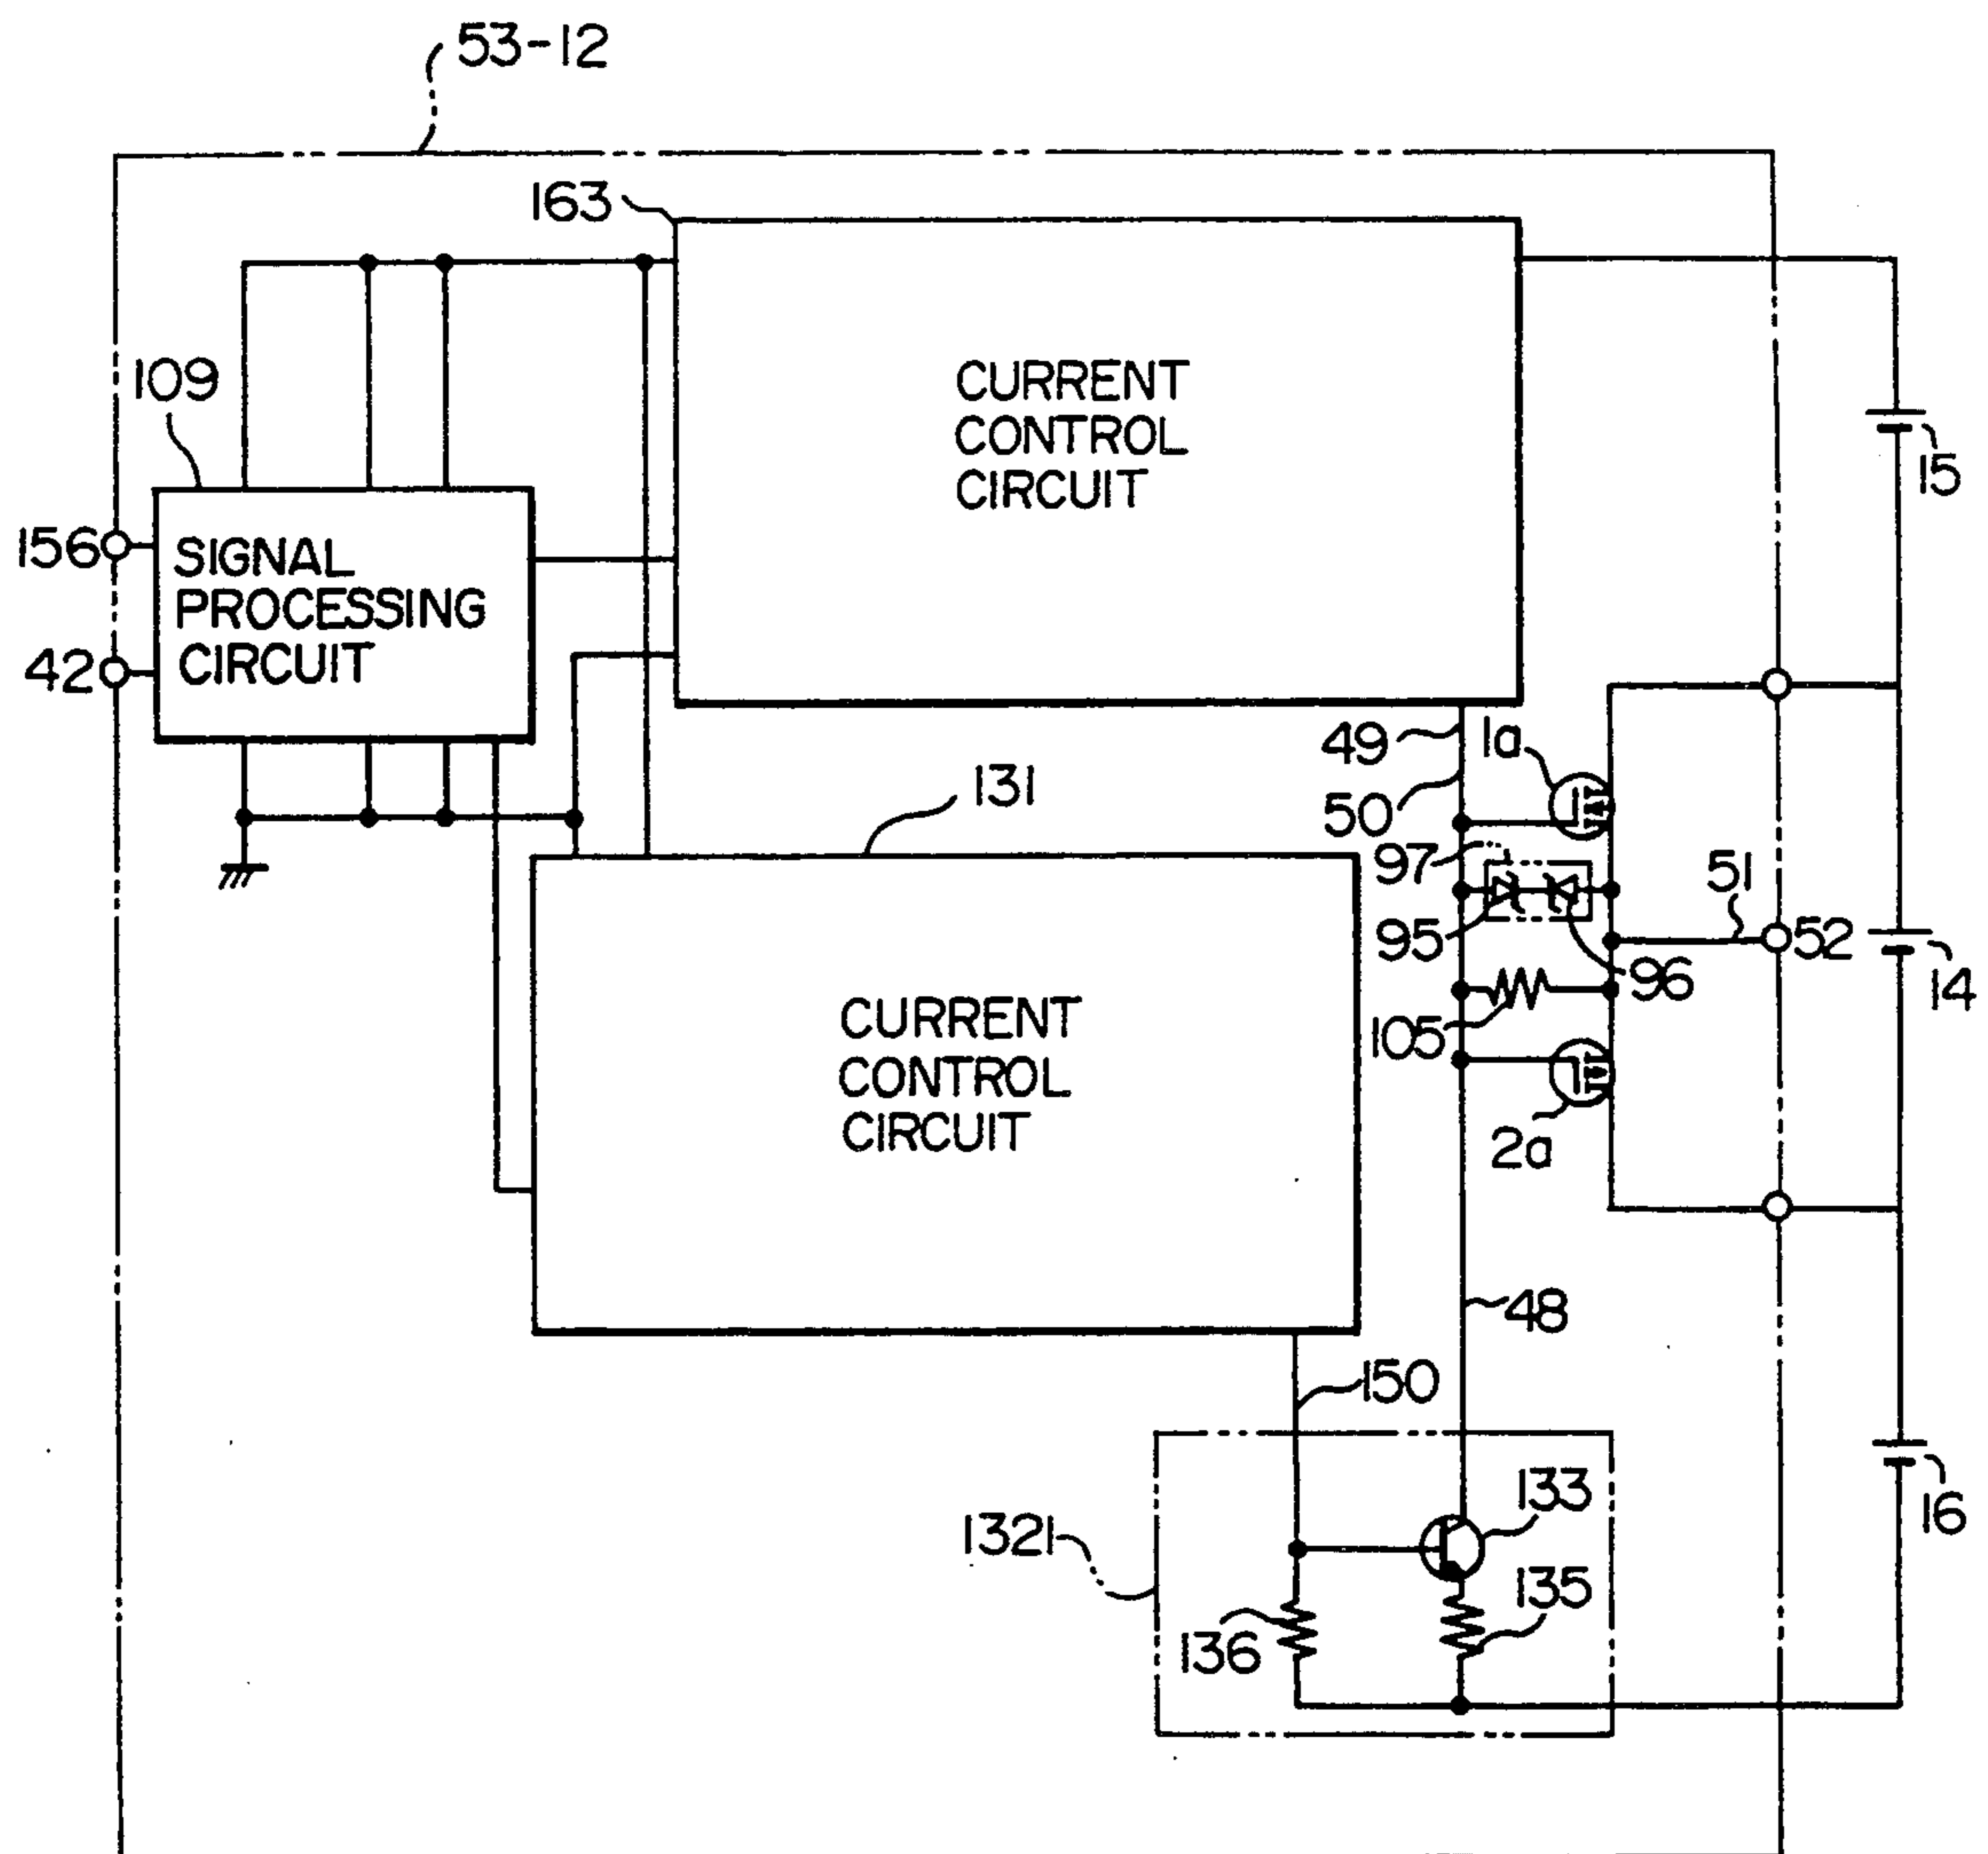 53-12
163
109
CURRENT
CONTROL
CIRCUIT
15
156
SIGNAL
PROCESSING
CIRCUIT
42
49
1a
131
50
97
51
95
52
96
14
105
CURRENT
CONTROL
CIRCUIT
2a
48
150
133
1321
16
135
136